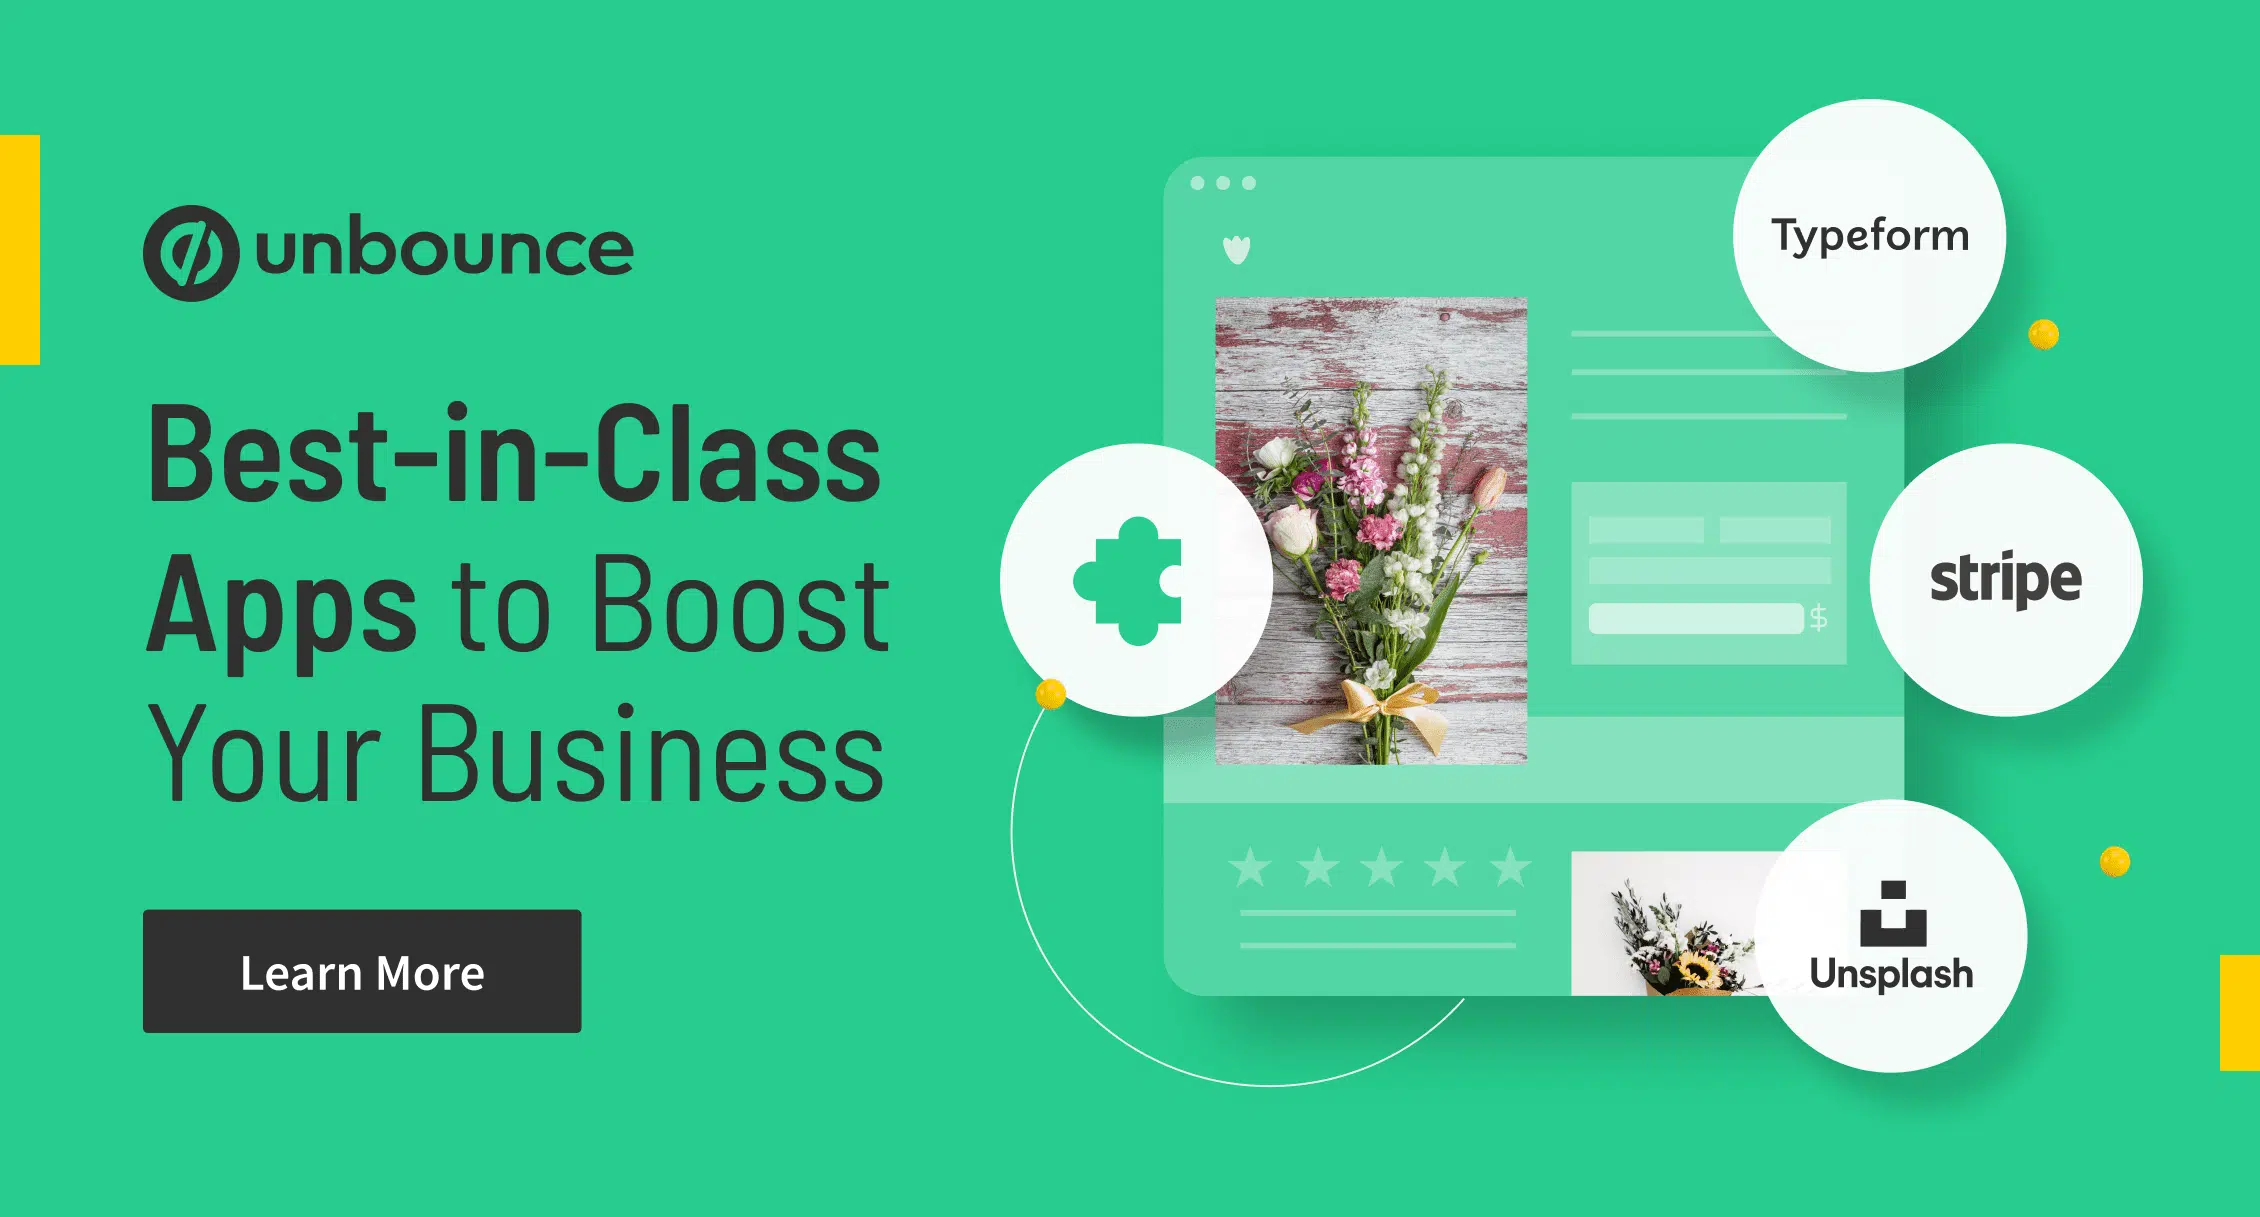 unbounce
Best-in-Class
Apps to Boost
Your Business
Learn More
Typeform
stripe
$
Unsplash